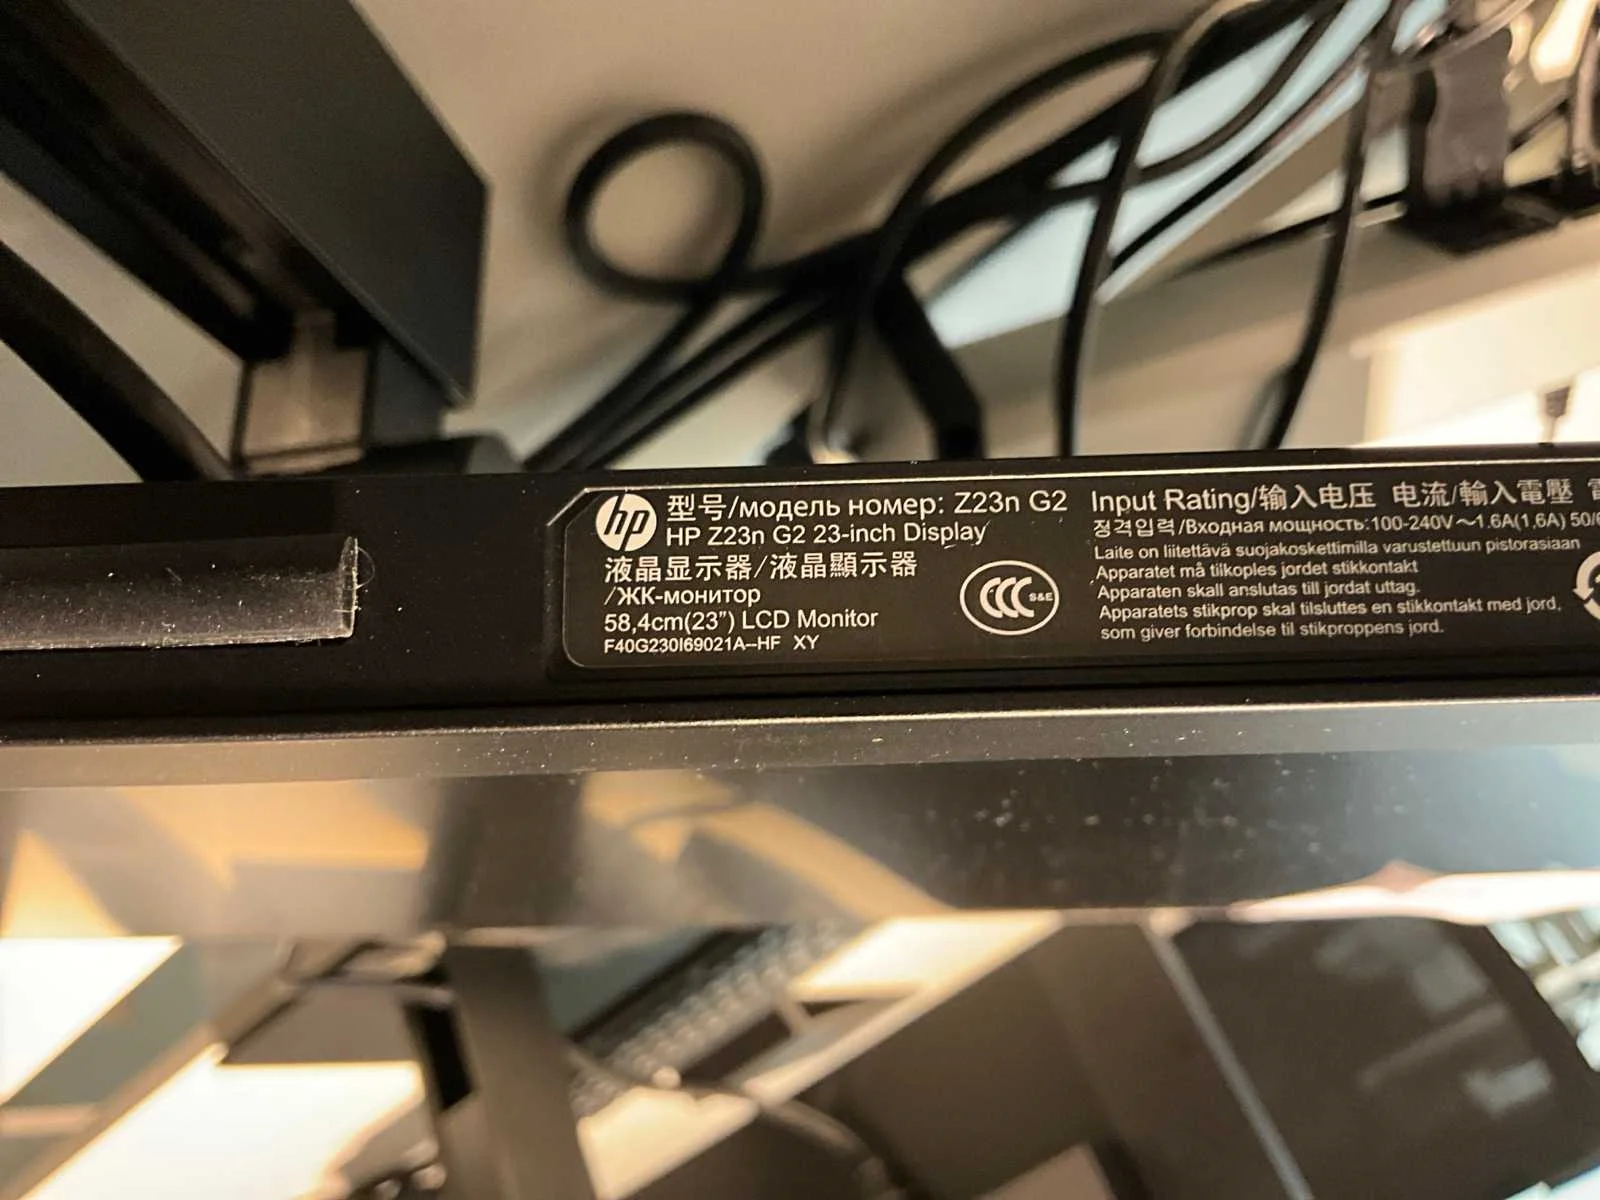 hp
型号/модель номер: Z23n G2
HP Z23n G2 23-inch Display
液晶显示器/液晶顯示器
/ЖК-монитор
58,4cm(23”) LCD Monitor
F40G230I69021A--HF XY
CCC S&E
Input Rating/输入电压 电流/輸入電壓
정격입력/Входная мощность:100-240V～1.6A(1,6A)
Laite on liitettävä suojakoskettimilla varustettuun pistorasiaan
Apparatet må tilkoples jordet stikkontakt
Apparaten skall anslutas till jordat uttag.
Apparatets stikprop skal tilsluttes en stikkontakt med jord,
som giver forbindelse til stikproppens jord.